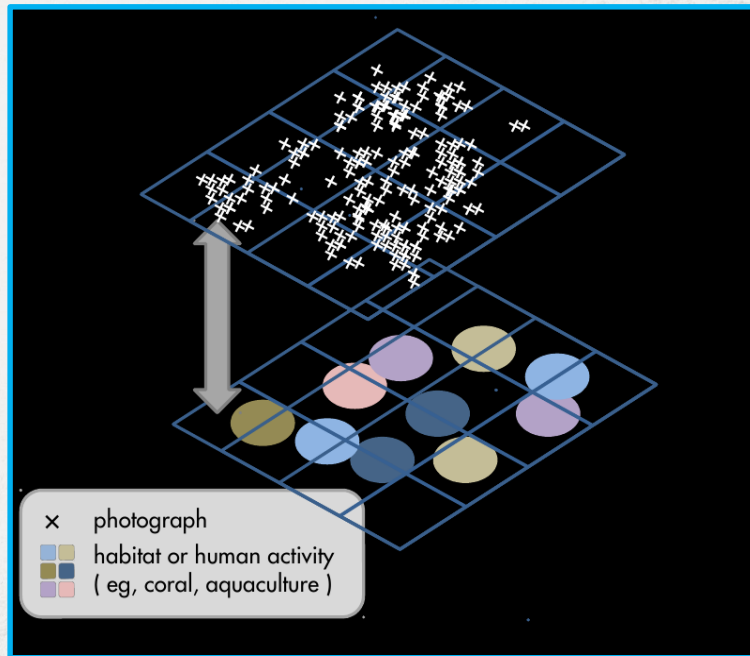 photograph
habitat or human activity
( eg, coral, aquaculture )